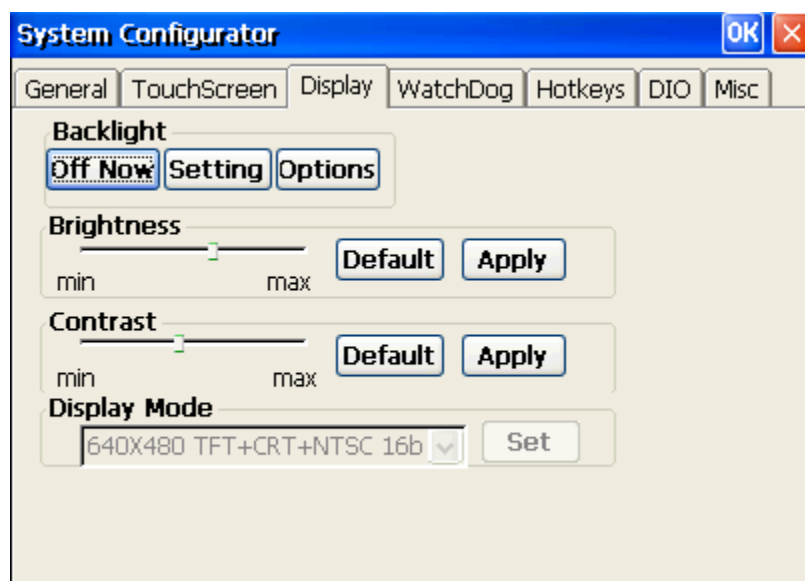 System Configurator OK
General TouchScreen Display WatchDog Hotkeys DIO Misc
Backlight
Off Now Setting Options
Brightness
min max Default Apply
Contrast
min max Default Apply
Display Mode
640X480 TFT+CRT+NTSC 16b Set